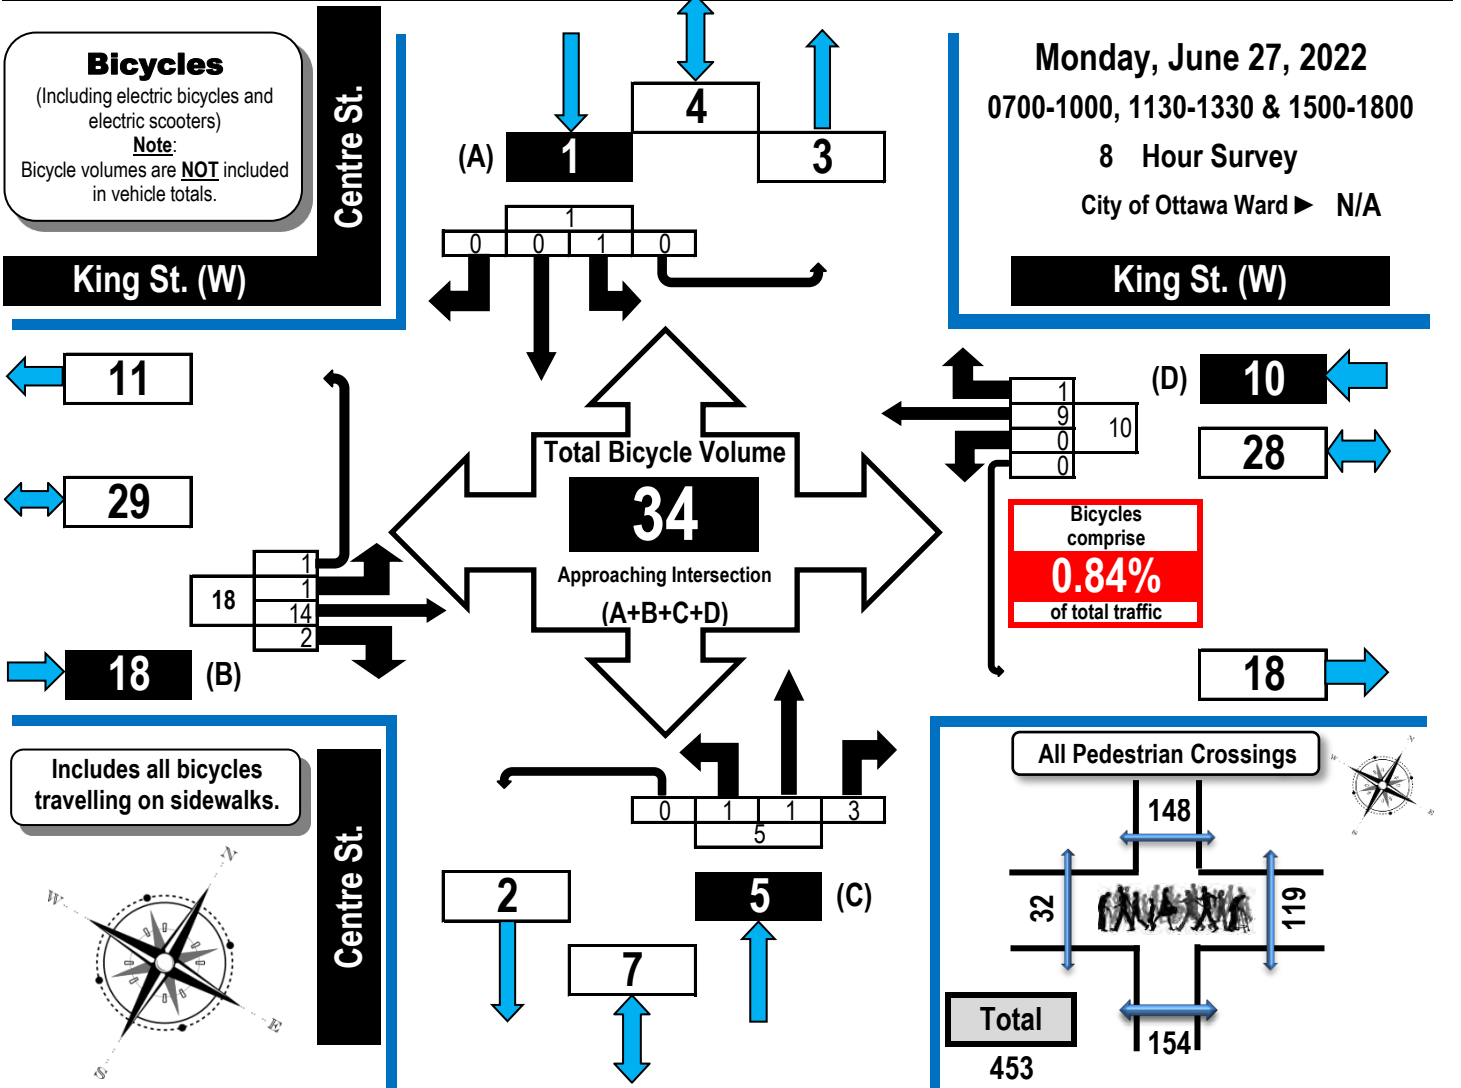 Bicycles
(Including electric bicycles and
electric scooters)
Note:
Bicycle volumes are NOT included
in vehicle totals.
Centre St.
King St. (W)
4
(A)
1
3
1
0
0
1
0
Monday, June 27, 2022
0700-1000, 1130-1330 & 1500-1800
8 Hour Survey
City of Ottawa Ward ► N/A
King St. (W)
11
29
1
1
14
2
18
18
(B)
Total Bicycle Volume
34
Approaching Intersection
(A+B+C+D)
1
9
0
0
10
(D)
10
28
Bicycles
comprise
0.84%
of total traffic
18
Includes all bicycles
travelling on sidewalks.
Centre St.
N
W
E
S
0
1
1
3
5
2
5
(C)
7
All Pedestrian Crossings
N
W
E
S
148
32
119
154
Total
453